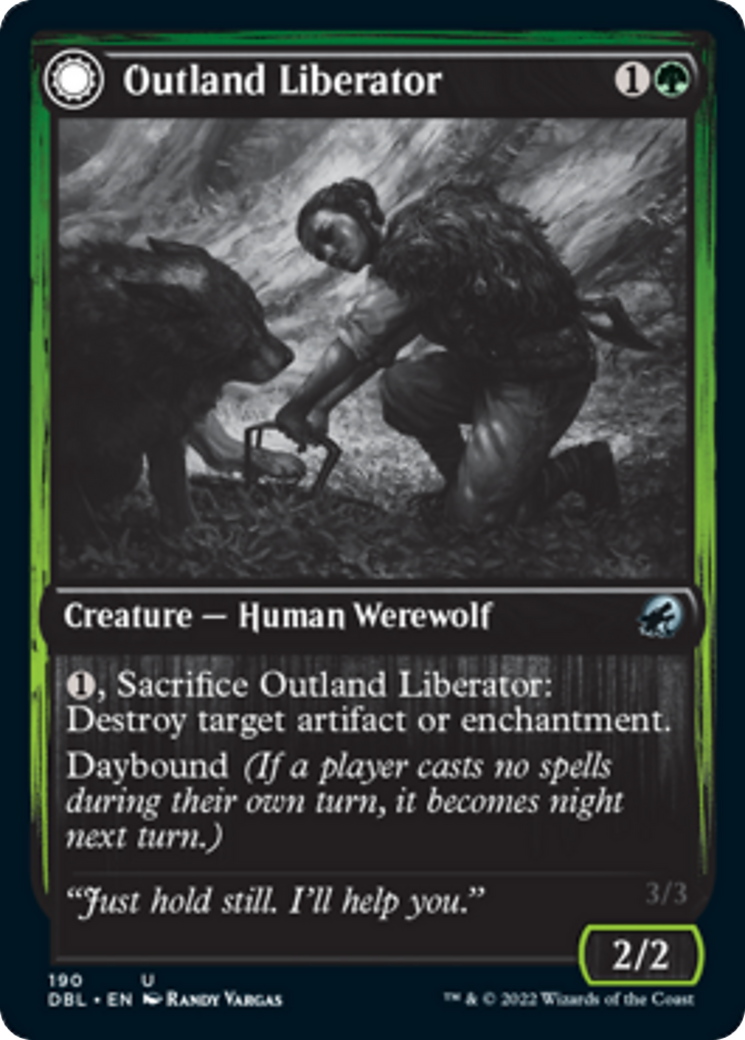 Outland Liberator 1
Creature — Human Werewolf
1, Sacrifice Outland Liberator:
Destroy target artifact or enchantment.
Daybound (If a player casts no spells
during their own turn, it becomes night
next turn.)
"Just hold still. I'll help you."
3/3
2/2
190 U
DBL • EN Randy Vargas
™ & © 2022 Wizards of the Coast